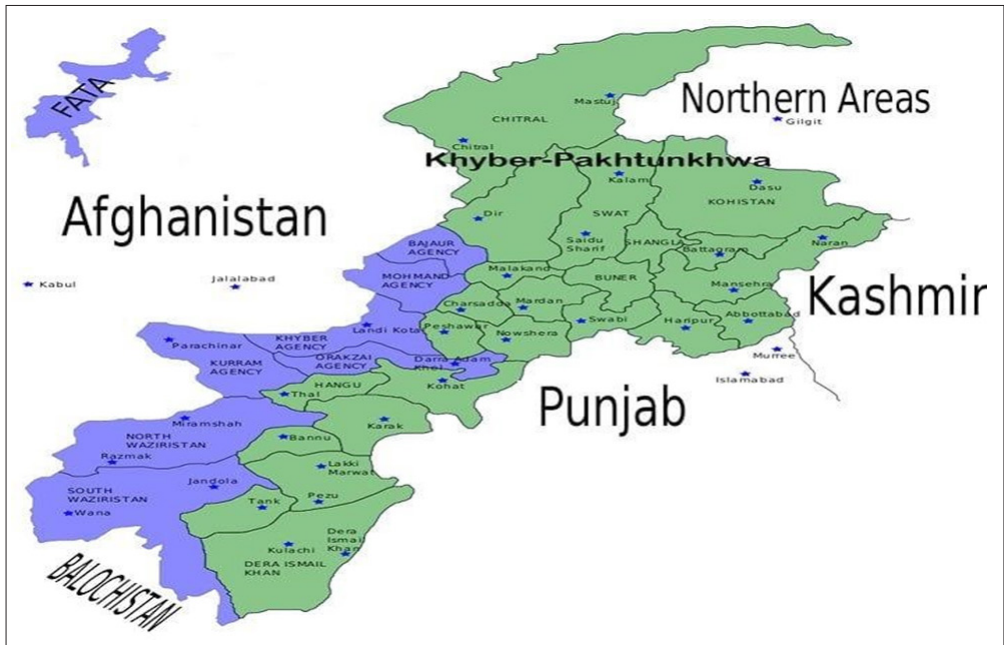 FATA
Northern Areas
Mastuj
CHITRAL
Gilgit
Chitral
Khyber-Pakhtunkhwa
Kalam
Dasu
KOHISTAN
Afghanistan
Dir
SWAT
Saidu
Sharif
SHANGLA
Battagram
Naran
BAJAUR
AGENCY
Malakand
BUNER
Kabul
Jalalabad
MOHMAND
AGENCY
Mansehra
Kashmir
Charsadda
Mardan
Abbottabad
Landi Kotal
Peshawar
Nowshera
Swabi
Haripur
Parachinar
KHYBER
AGENCY
Murree
KURRAM
AGENCY
ORAKZAI
AGENCY
Darra Adam
Khel
Islamabad
HANGU
Kohat
Thal
Punjab
Miramshah
Karak
NORTH
WAZIRISTAN
Bannu
Razmak
Lakki
Marwat
Jandola
SOUTH
WAZIRISTAN
Pezu
Tank
Wana
Dera
Ismail
Khan
Kulachi
DERA ISMAIL
KHAN
BALOCHISTAN